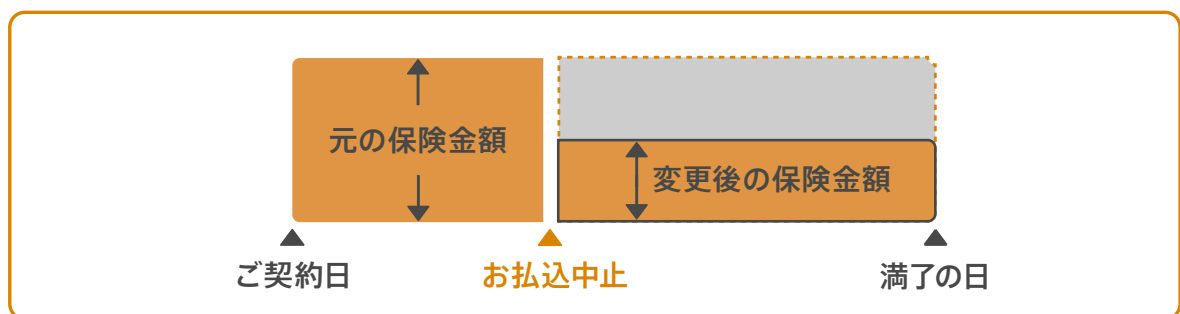 元の保険金額
変更後の保険金額
ご契約日
お払込中止
満了の日